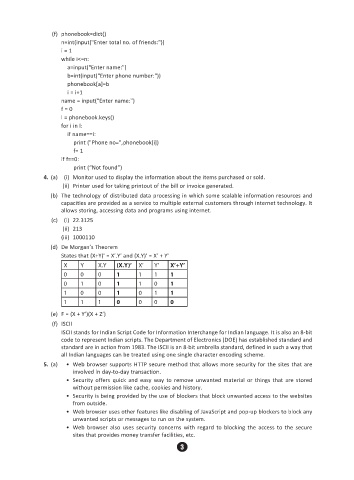 (f) phonebook=dict()
n=int(input("Enter total no. of friends:"))
i = 1
while i<=n:
a=input("Enter name:")
b=int(input("Enter phone number: "))
phonebook[a]=b
i = i+1
name = input("Enter name: ")
f = 0
l = phonebook.keys()
for i in l:
if name==i:
print ("Phone no=",phonebook[i])
f= 1
if f==0:
print ("Not found")
4. (a) (i) Monitor used to display the information about the items purchased or sold.
(ii) Printer used for taking printout of the bill or invoice generated.
(b) The technology of distributed data processing in which some scalable information resources and
capacities are provided as a service to multiple external customers through internet technology. It
allows storing, accessing data and programs using internet
(c) (i) 22.3125
(ii) 213
(iii) 1000110
(d) De Morgan's Theorem
States that (X+Y)' = X'.Y' and (X.Y)' = X' + Y'
X Y X.Y (X.Y)' X' Y' X'+Y'
0 0 0 1 1 1 1
0 1 0 1 1 0 1
1 0 0 1 0 1 1
1 1 1 0 0 0 0
(e) F = (X + Y')(X + Z')
(f) ISCII
ISCII stands for Indian Script Code for Information Interchange for Indian language. It is also an 8-bit
code to represent Indian scripts. The Department of Electronics (DOE) has established standard and
standard are in action from 1983. The ISCII is an 8-bit umbrella standard, defined in such a way that
all Indian languages can be treated using one single character encoding scheme.
5. (a) • Web browser supports HTTP secure method that allows more security for the sites that are
involved in day-to-day transaction.
• Security offers quick and easy way to remove unwanted material or things that are stored
without permission like cache, cookies and history.
• Security is being provided by the use of blockers that block unwanted access to the websites
from outside.
• Web browser uses other features like disabling of JavaScript and pop-up blockers to block any
unwanted scripts or messages to run on the system.
• Web browser also uses security concerns with regard to blocking the access to the secure
sites that provides money transfer facilities, etc.
3